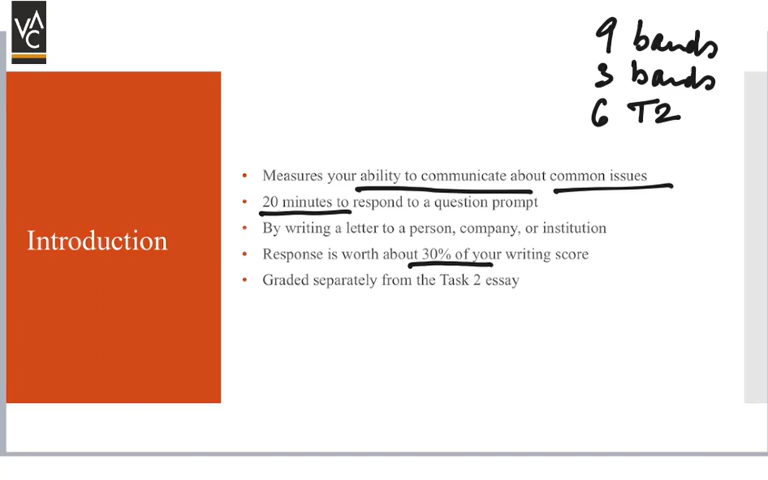 VAC
9 bands
3 bands
6 T2
Introduction
• Measures your ability to communicate about common issues
• 20 minutes to respond to a question prompt
• By writing a letter to a person, company, or institution
• Response is worth about 30% of your writing score
• Graded separately from the Task 2 essay